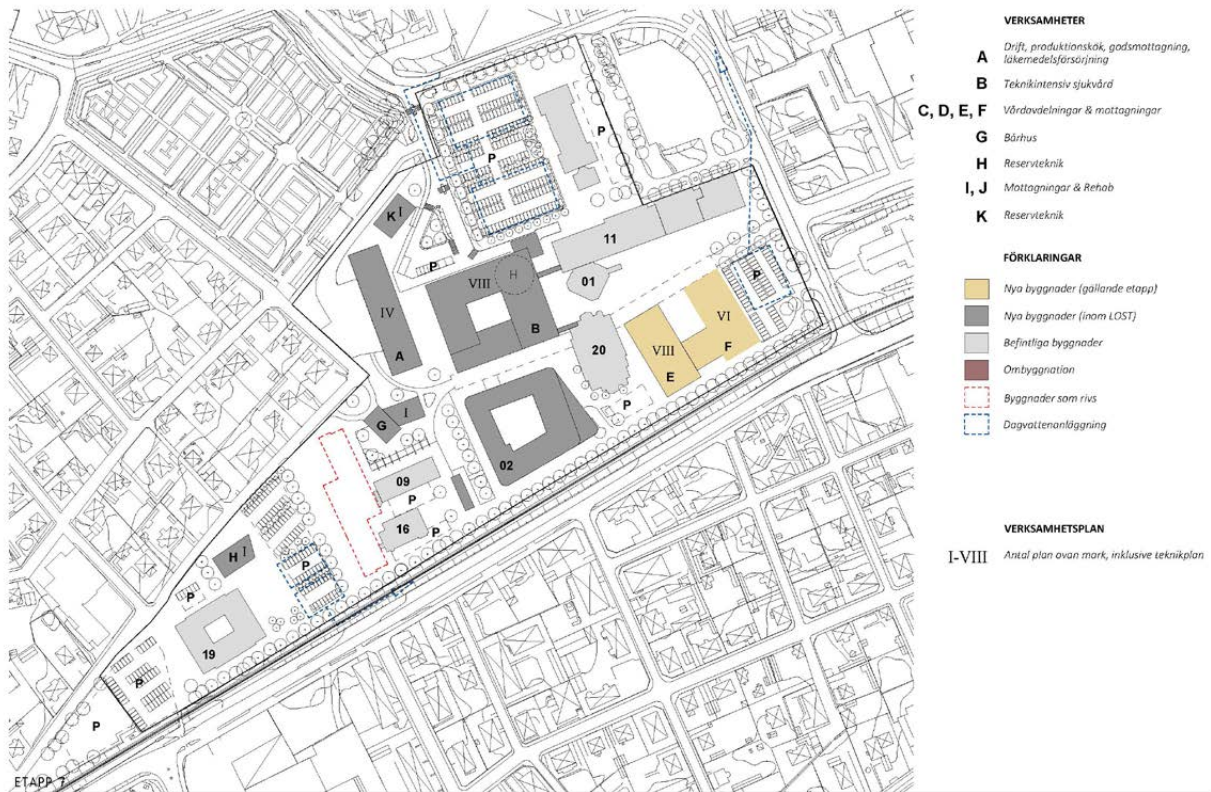 P
P
K I
11
P
VIII H
01
P
IV
VI
B
20
VIII
F
A
E
I
P
G
02
09
P
16
P
H I
P
P
19
P
P
ETAPP 7
VERKSAMHETER
A Drift, produktionskök, godsmottagning,
läkemedelsförsörjning
B Teknikintensiv sjukvård
C, D, E, F Vårdavdelningar & mottagningar
G Bårhus
H Reservteknik
I, J Mottagningar & Rehab
K Reservteknik
FÖRKLARINGAR
Nya byggnader (gällande etapp)
Nya byggnader (inom LOST)
Befintliga byggnader
Ombyggnation
Byggnader som rivs
Dagvattenanläggning
VERKSAMHETSPLAN
I-VIII Antal plan ovan mark, inklusive teknikplan